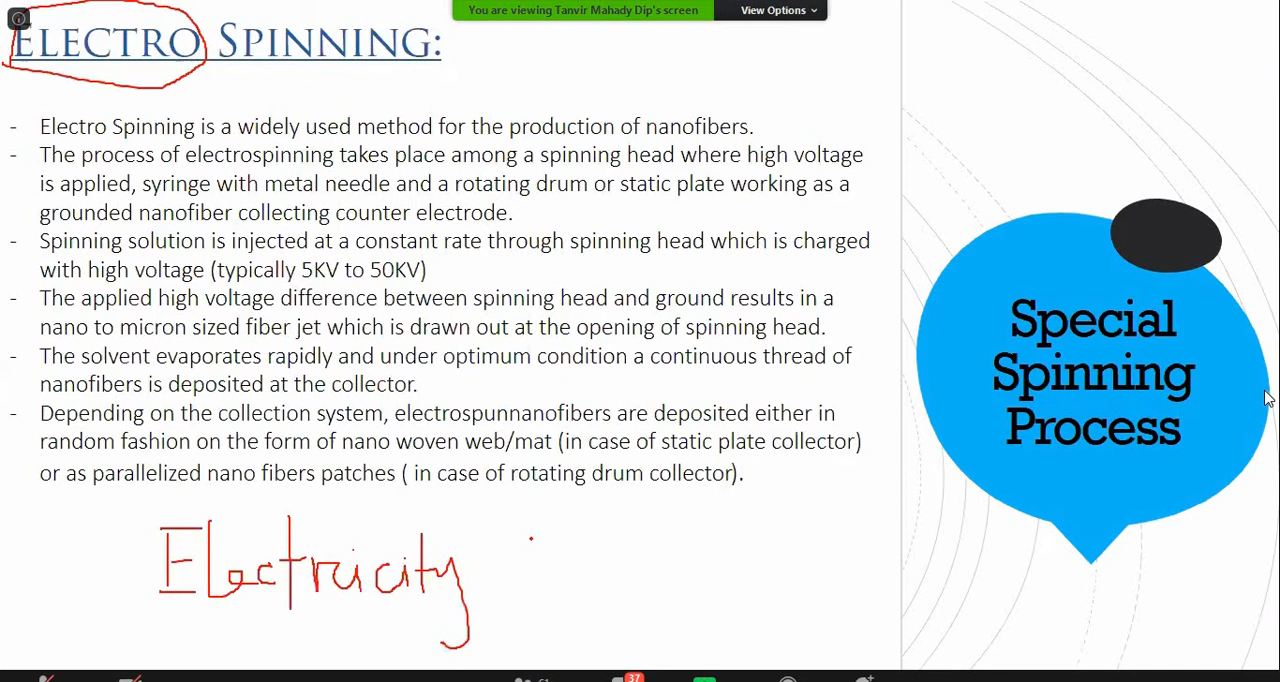 You are viewing Tanvir Mahady Dip's screen
View Options
ELECTRO SPINNING:
- Electro Spinning is a widely used method for the production of nanofibers.
- The process of electrospinning takes place among a spinning head where high voltage
is applied, syringe with metal needle and a rotating drum or static plate working as a
grounded nanofiber collecting counter electrode.
- Spinning solution is injected at a constant rate through spinning head which is charged
with high voltage (typically 5KV to 50KV)
- The applied high voltage difference between spinning head and ground results in a
nano to micron sized fiber jet which is drawn out at the opening of spinning head.
- The solvent evaporates rapidly and under optimum condition a continuous thread of
nanofibers is deposited at the collector.
- Depending on the collection system, electrospunnanofibers are deposited either in
random fashion on the form of nano woven web/mat (in case of static plate collector)
or as parallelized nano fibers patches ( in case of rotating drum collector).
Electricity
Special
Spinning
Process
37